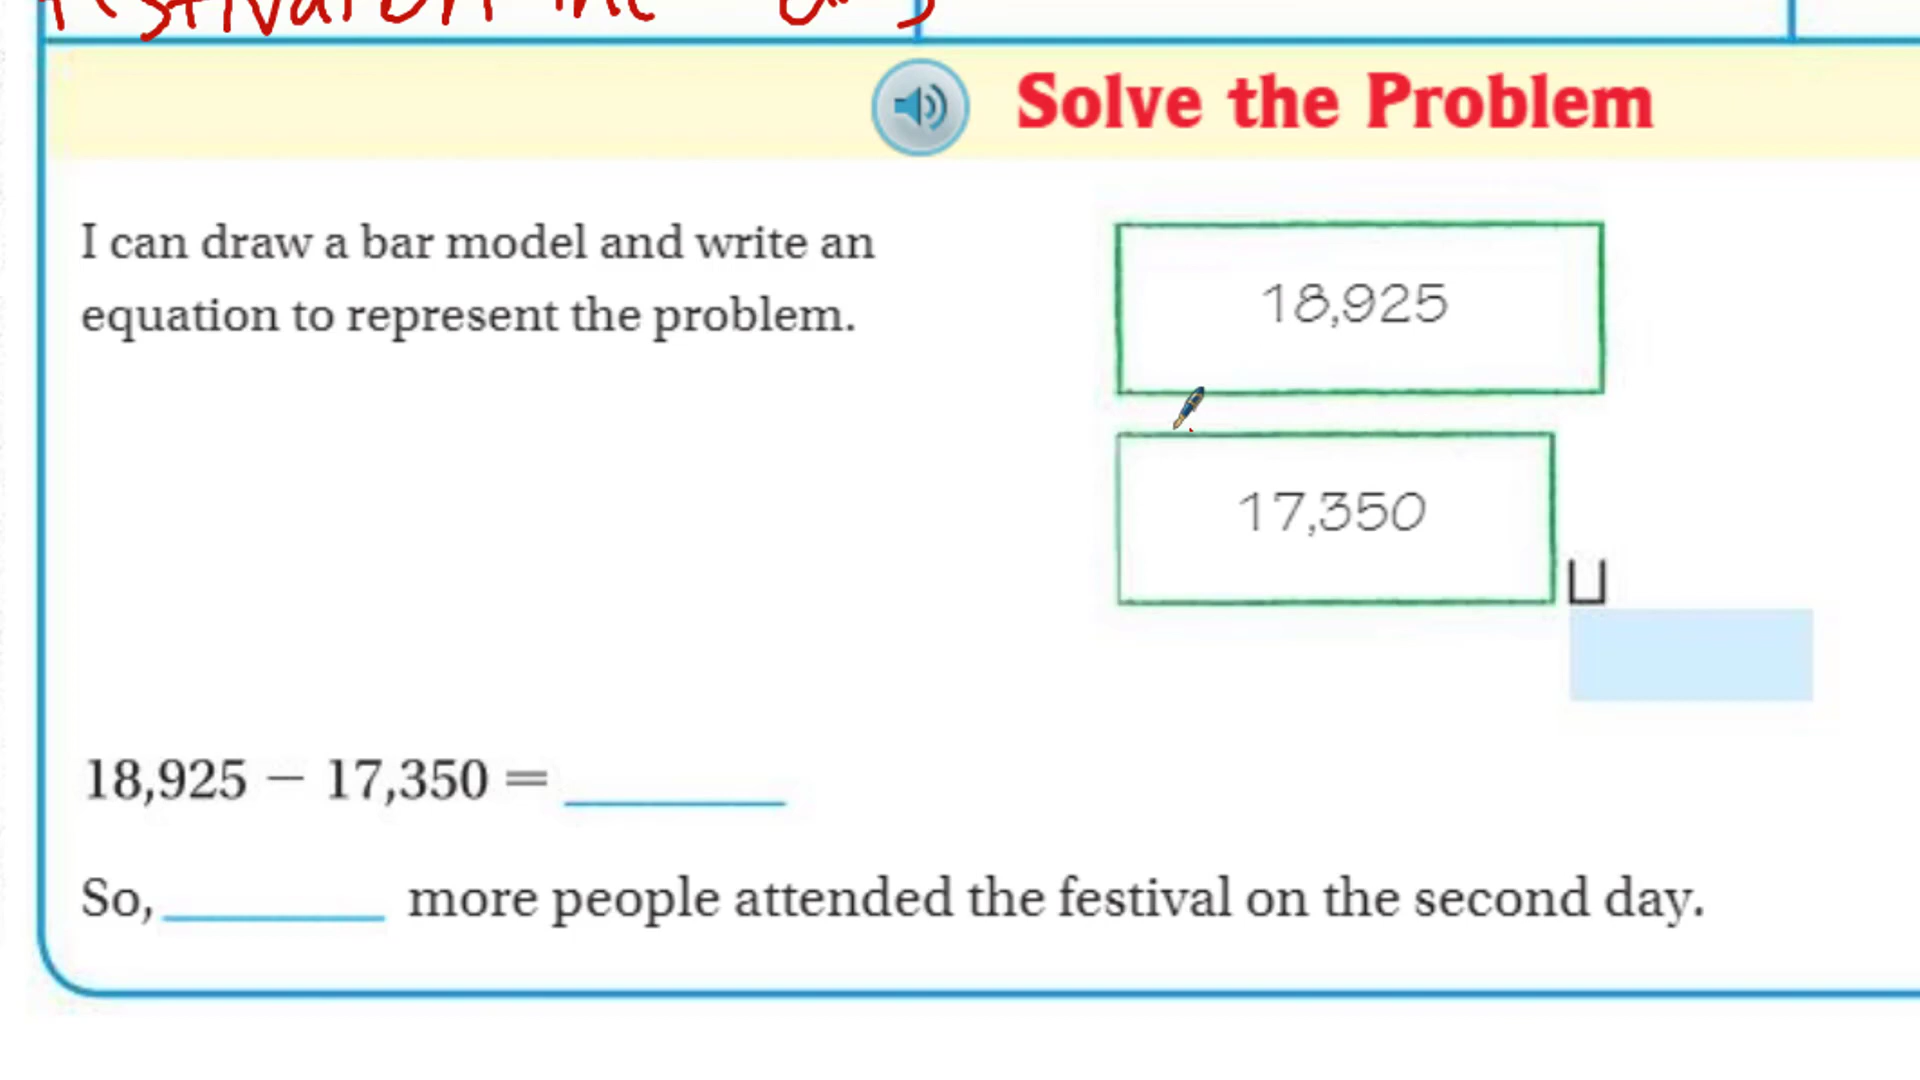 Solve the Problem
I can draw a bar model and write an
equation to represent the problem.
18,925
17,350
18,925 − 17,350 =
So, more people attended the festival on the second day.